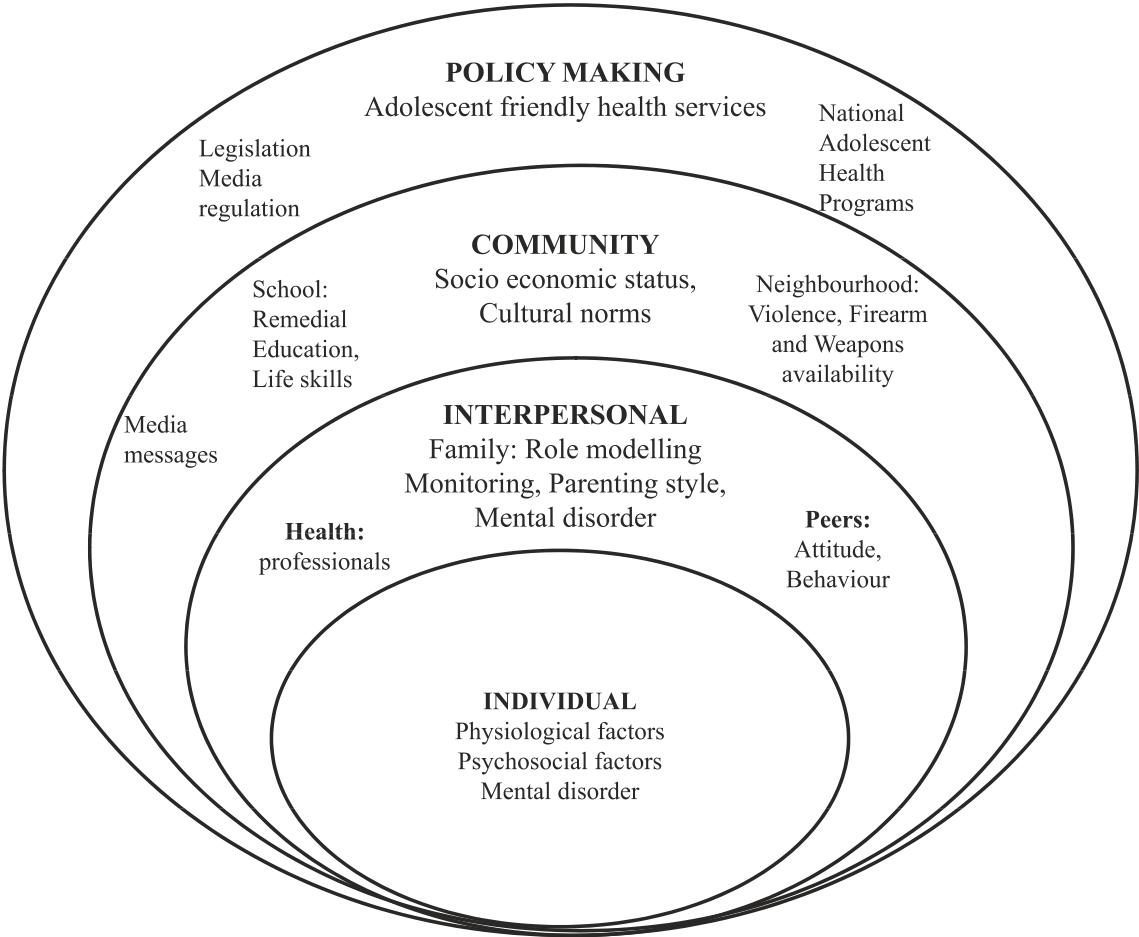 POLICY MAKING
Adolescent friendly health services
Legislation
Media
regulation
National
Adolescent
Health
Programs
COMMUNITY
Socio economic status,
Cultural norms
School:
Remedial
Education,
Life skills
Neighbourhood:
Violence, Firearm
and Weapons
availability
Media
messages
INTERPERSONAL
Family: Role modelling
Monitoring, Parenting style,
Mental disorder
Health:
professionals
Peers:
Attitude,
Behaviour
INDIVIDUAL
Physiological factors
Psychosocial factors
Mental disorder